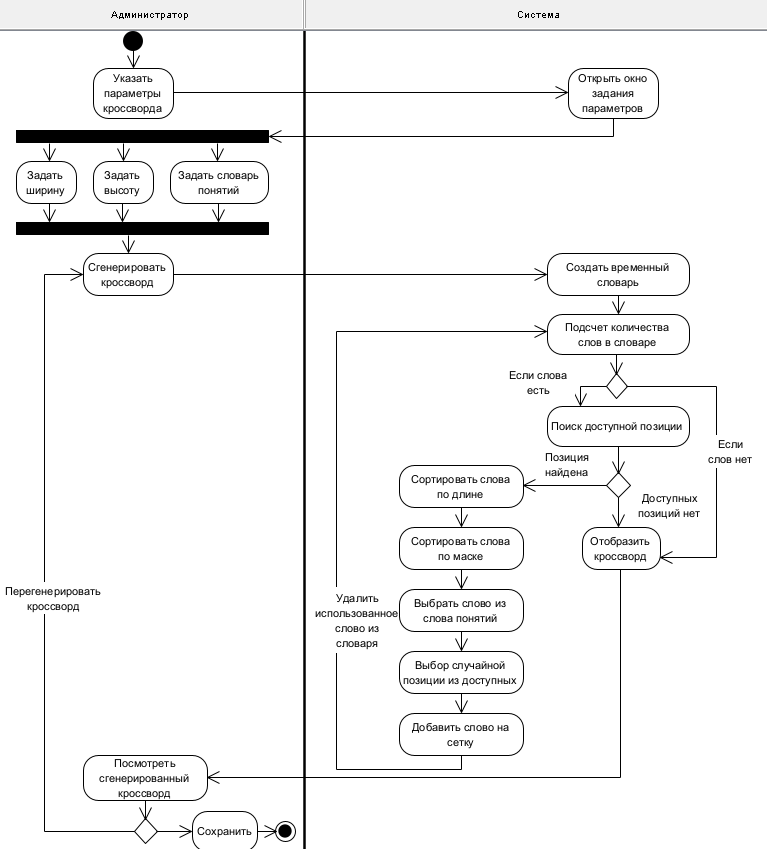 Администратор
Система
Указать
параметры
кроссворда
Открыть окно
задания
параметров
Задать
ширину
Задать
высоту
Задать словарь
понятий
Сгенерировать
кроссворд
Создать временный
словарь
Подсчет количества
слов в словаре
Если слова
есть
Поиск доступной позиции
Если
слов нет
Позиция
найдена
Сортировать слова
по длине
Доступных
позиций нет
Сортировать слова
по маске
Отобразить
кроссворд
Перегенерировать
кроссворд
Удалить
использованное
слово из
словаря
Выбрать слово из
слова понятий
Выбор случайной
позиции из доступных
Добавить слово на
сетку
Посмотреть
сгенерированный
кроссворд
Сохранить